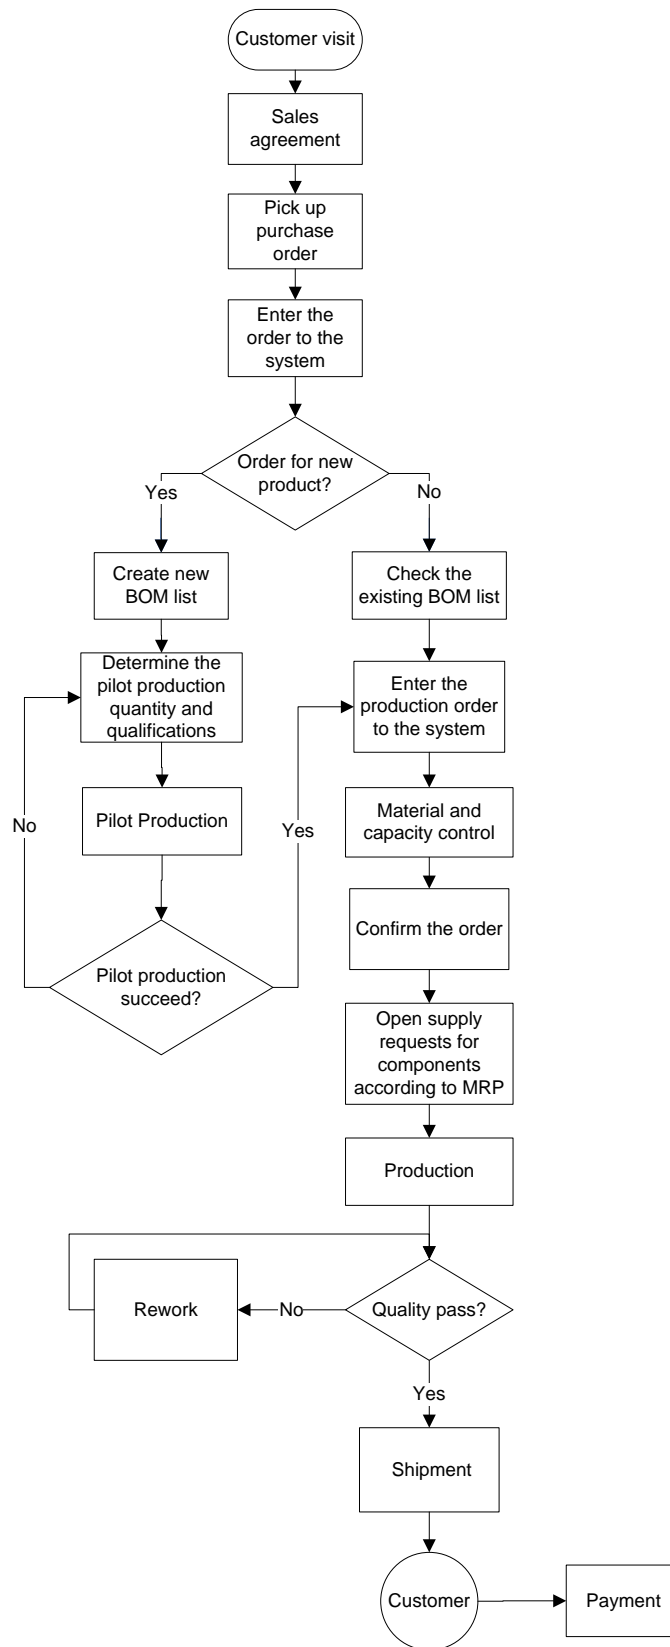 Customer visit
Sales
agreement
Pick up
purchase
order
Enter the
order to the
system
Order for new
product?
Yes
No
Create new
BOM list
Check the
existing BOM list
Determine the
pilot production
quantity and
qualifications
Enter the
production order
to the system
Pilot Production
Material and
capacity control
No
Yes
Confirm the order
Pilot production
succeed?
Open supply
requests for
components
according to MRP
Production
Rework
No
Quality pass?
Yes
Shipment
Customer
Payment